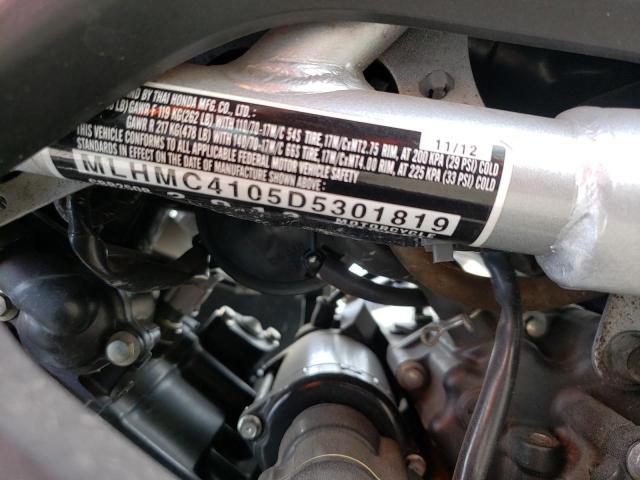 BY THAI HONDA MFG. CO., LTD.
11/12
LB) GAWR F 119 KG(262 LB) WITH 110/70-17M/C 54S TIRE, 17M/CxMT2.75 RIM, AT 200 KPA (29 PSI) COLD
GAWR R 217 KG(478 LB) WITH 140/70-17M/C 66S TIRE, 17M/CxMT4.00 RIM, AT 225 KPA (33 PSI) COLD
THIS VEHICLE CONFORMS TO ALL APPLICABLE FEDERAL MOTOR VEHICLE SAFETY
STANDARDS IN EFFECT ON THE DATE OF MANUFACTURE SHOWN ABOVE.
MLHMC4105D5301819
CBR250R 2013 MOTORCYCLE